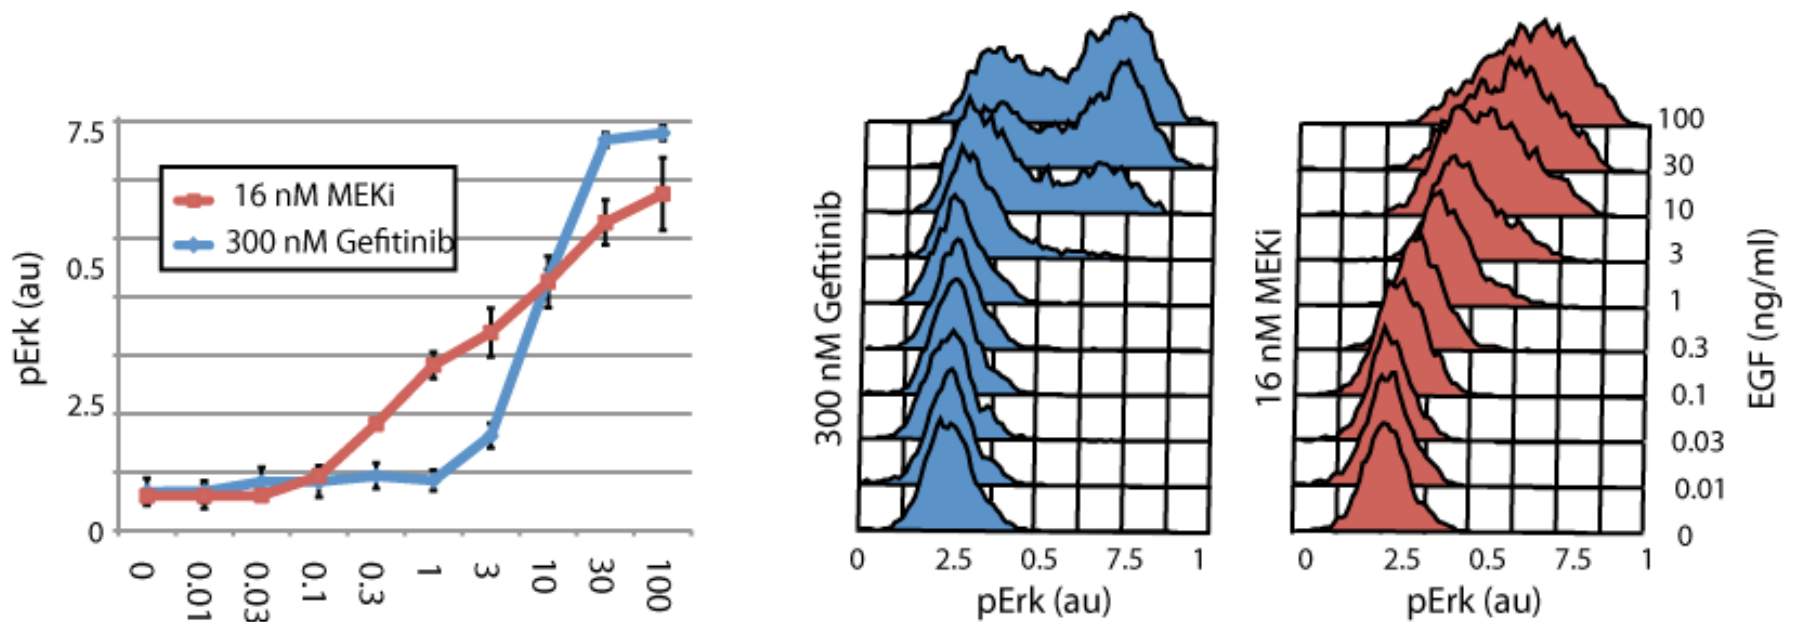 pErk (au)
7.5
0.5
2.5
0
16 nM MEKi
300 nM Gefitinib
0 0.01 0.03 0.1 0.3 1 3 10 30 100
300 nM Gefitinib
0 2.5 0.5 7.5 1
pErk (au)
16 nM MEKi
0 2.5 0.5 7.5 1
pErk (au)
100
30
10
3
1
0.3
0.1
0.03
0.01
0
EGF (ng/ml)